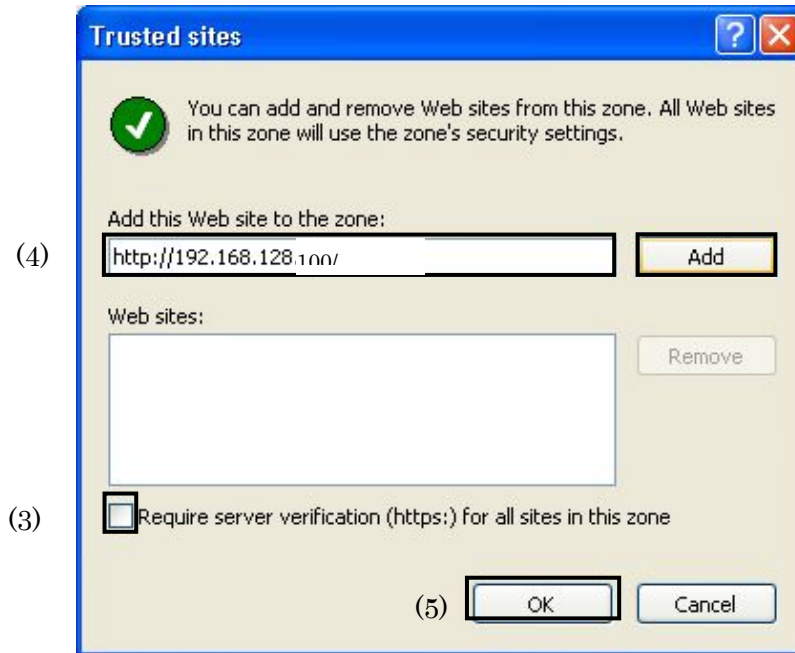 Trusted sites
You can add and remove Web sites from this zone. All Web sites
in this zone will use the zone's security settings.
Add this Web site to the zone:
(4) http://192.168.128.100/ Add
Web sites:
Remove
(3) Require server verification (https:) for all sites in this zone
(5) OK Cancel